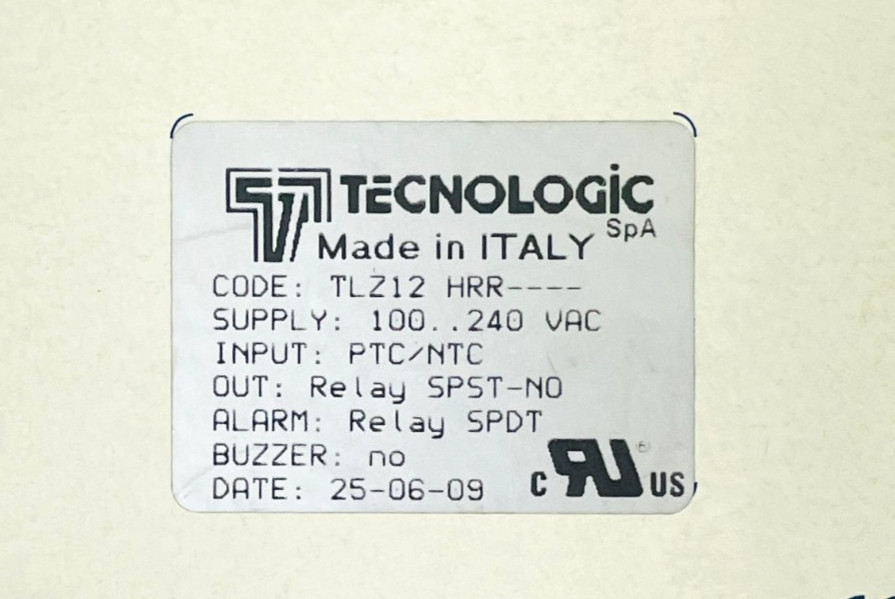 TECNOLOGIC
SpA
Made in ITALY
CODE: TLZ12 HRR----
SUPPLY: 100..240 VAC
INPUT: PTC/NTC
OUT: Relay SPST-NO
ALARM: Relay SPDT
BUZZER: no
DATE: 25-06-09
C RU ® US